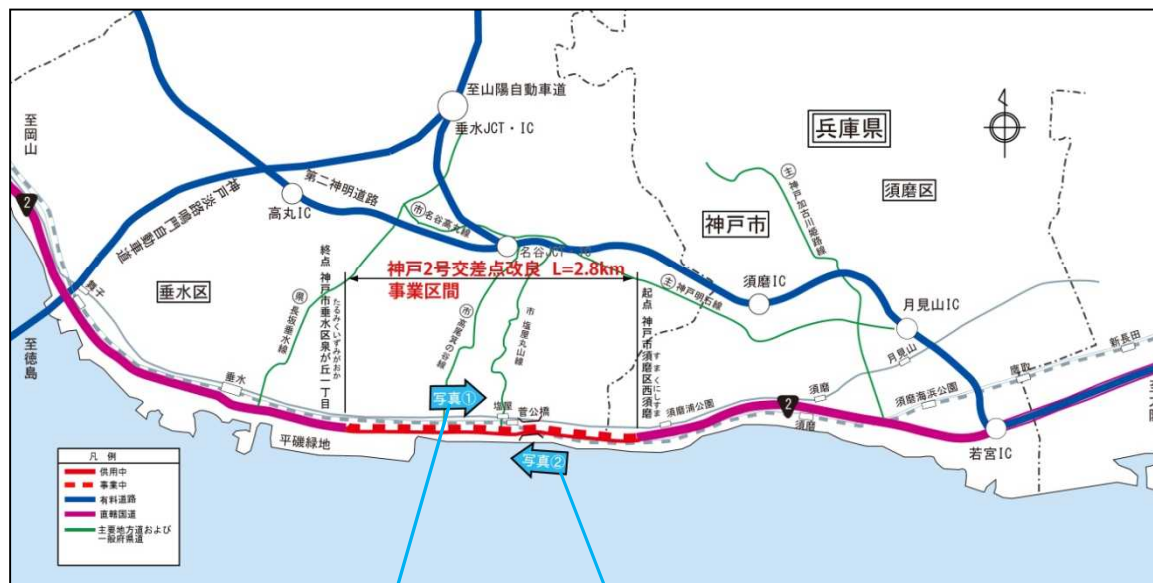 至山陽自動車道
垂水JCT・IC
兵庫県
須磨区
神戸市
至岡山
2
神戸淡路鳴門自動車道
第二神明道路
高丸IC
市 名谷高丸線
名谷JCT・IC
主 神戸加古川姫路線
神戸2号交差点改良 L=2.8km
事業区間
主 神戸明石線
須磨IC
月見山IC
月見山
新長田
鷹取
須磨海浜公園
垂水区
舞子
至徳島
県 長坂垂水線
終点 神戸市垂水区泉が丘一丁目
たるみくいずみがおか
市 高尾箕の谷線
市 塩屋丸山線
起点 神戸市須磨区西須磨
すまくにしすま
垂水
写真①
塩屋
菅公橋
須磨浦公園
須磨
2
須磨
若宮IC
平磯緑地
写真②
凡 例
供用中
事業中
有料道路
直轄国道
主要地方道および
一般府県道